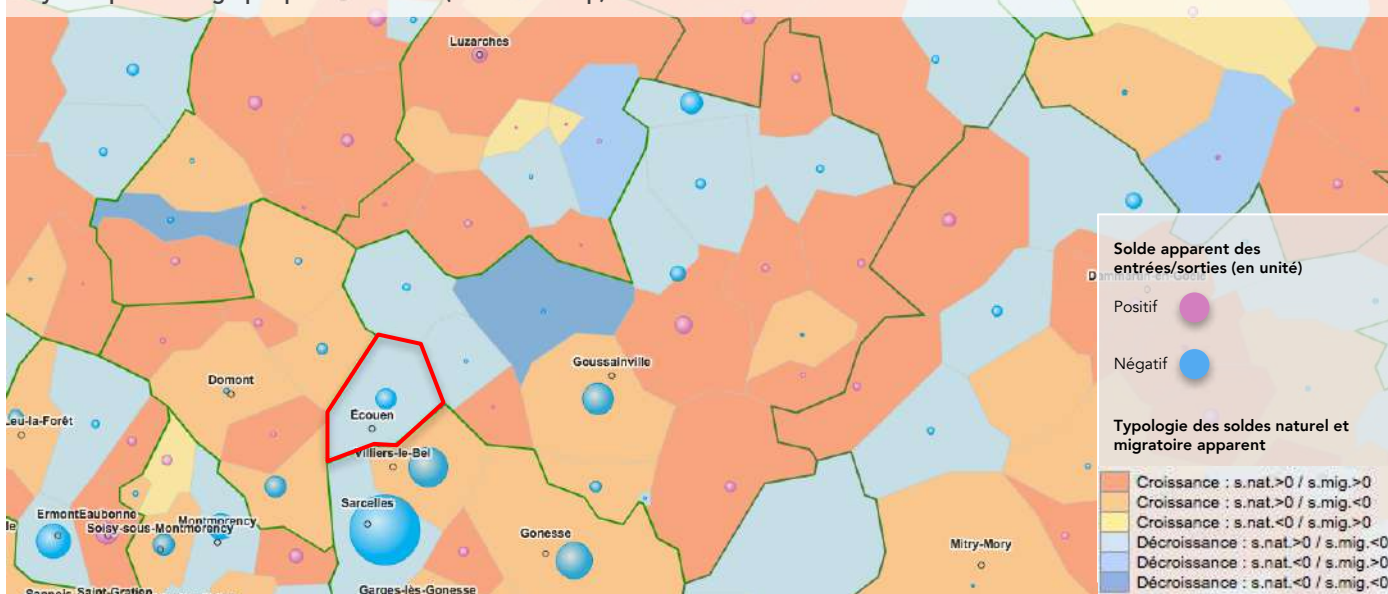 Luzarches
Goussainville
Domont
Écouen
Leu-la-Forêt
Villiers-le-Bel
Sarcelles
Ermont
Eaubonne
Soisy-sous-Montmorency
Montmorency
Gonesse
Mitry-Mory
Saint-Gratien
Garges-lès-Gonesse
Solde apparent des
entrées/sorties (en unité)
Positif
Négatif
Typologie des soldes naturel et
migratoire apparent
Croissance : s.nat.>0 / s.mig.>0
Croissance : s.nat.>0 / s.mig.<0
Croissance : s.nat.<0 / s.mig.>0
Décroissance : s.nat.>0 / s.mig.<0
Décroissance : s.nat.<0 / s.mig.>0
Décroissance : s.nat.<0 / s.mig.<0